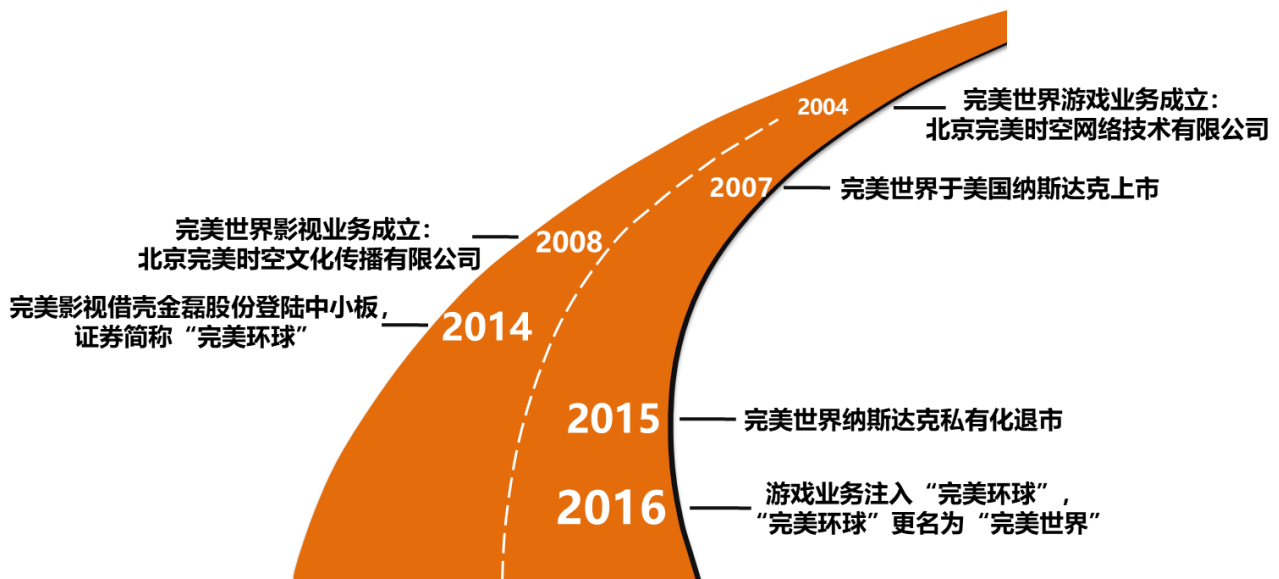 2004
完美世界游戏业务成立：
北京完美时空网络技术有限公司
2007
完美世界于美国纳斯达克上市
完美世界影视业务成立：
北京完美时空文化传播有限公司
2008
完美影视借壳金磊股份登陆中小板，
证券简称“完美环球”
2014
2015
完美世界纳斯达克私有化退市
2016
游戏业务注入“完美环球”，
“完美环球”更名为“完美世界”